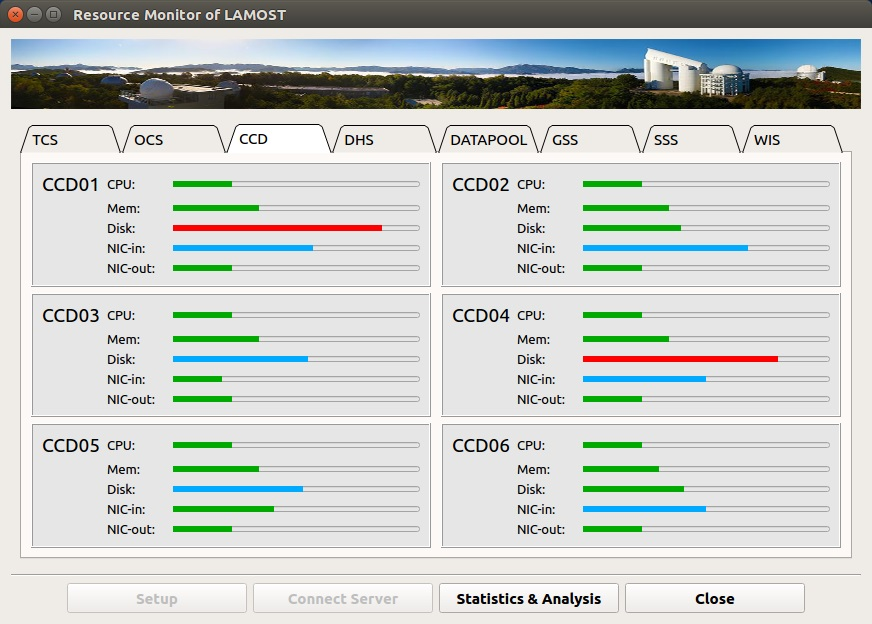 Resource Monitor of LAMOST
TCS OCS CCD DHS DATAPOOL GSS SSS WIS
CCD01 CPU:
Mem:
Disk:
NIC-in:
NIC-out:
CCD02 CPU:
Mem:
Disk:
NIC-in:
NIC-out:
CCD03 CPU:
Mem:
Disk:
NIC-in:
NIC-out:
CCD04 CPU:
Mem:
Disk:
NIC-in:
NIC-out:
CCD05 CPU:
Mem:
Disk:
NIC-in:
NIC-out:
CCD06 CPU:
Mem:
Disk:
NIC-in:
NIC-out:
Setup Connect Server Statistics & Analysis Close